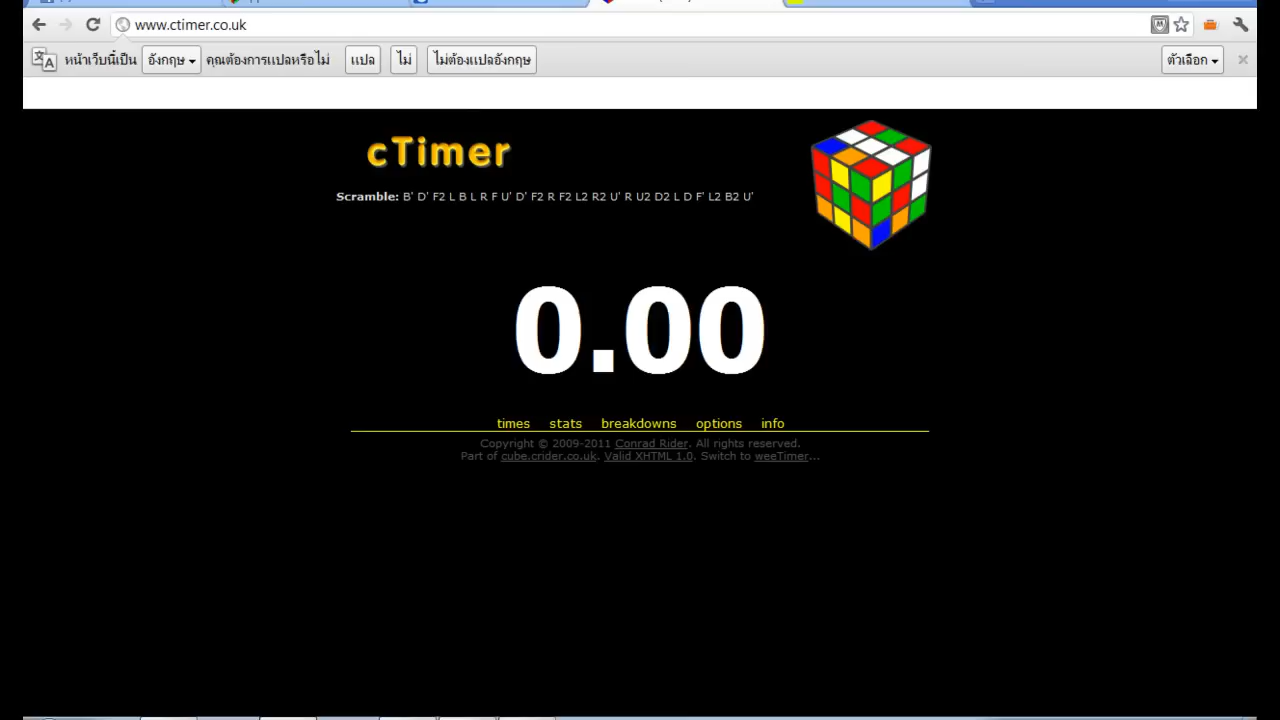 www.ctimer.co.uk
หน้าเว็บนี้เป็น อังกฤษ คุณต้องการแปลหรือไม่ แปล ไม่ ไม่ต้องแปลอังกฤษ ตัวเลือก
cTimer
Scramble: B' D' F2 L B L R F U' D' F2 R F2 L2 R2 U' R U2 D2 L D F' L2 B2 U'
0.00
times stats breakdowns options info
Copyright © 2009-2011 Conrad Rider. All rights reserved.
Part of cube.crider.co.uk. Valid XHTML 1.0. Switch to weeTimer...